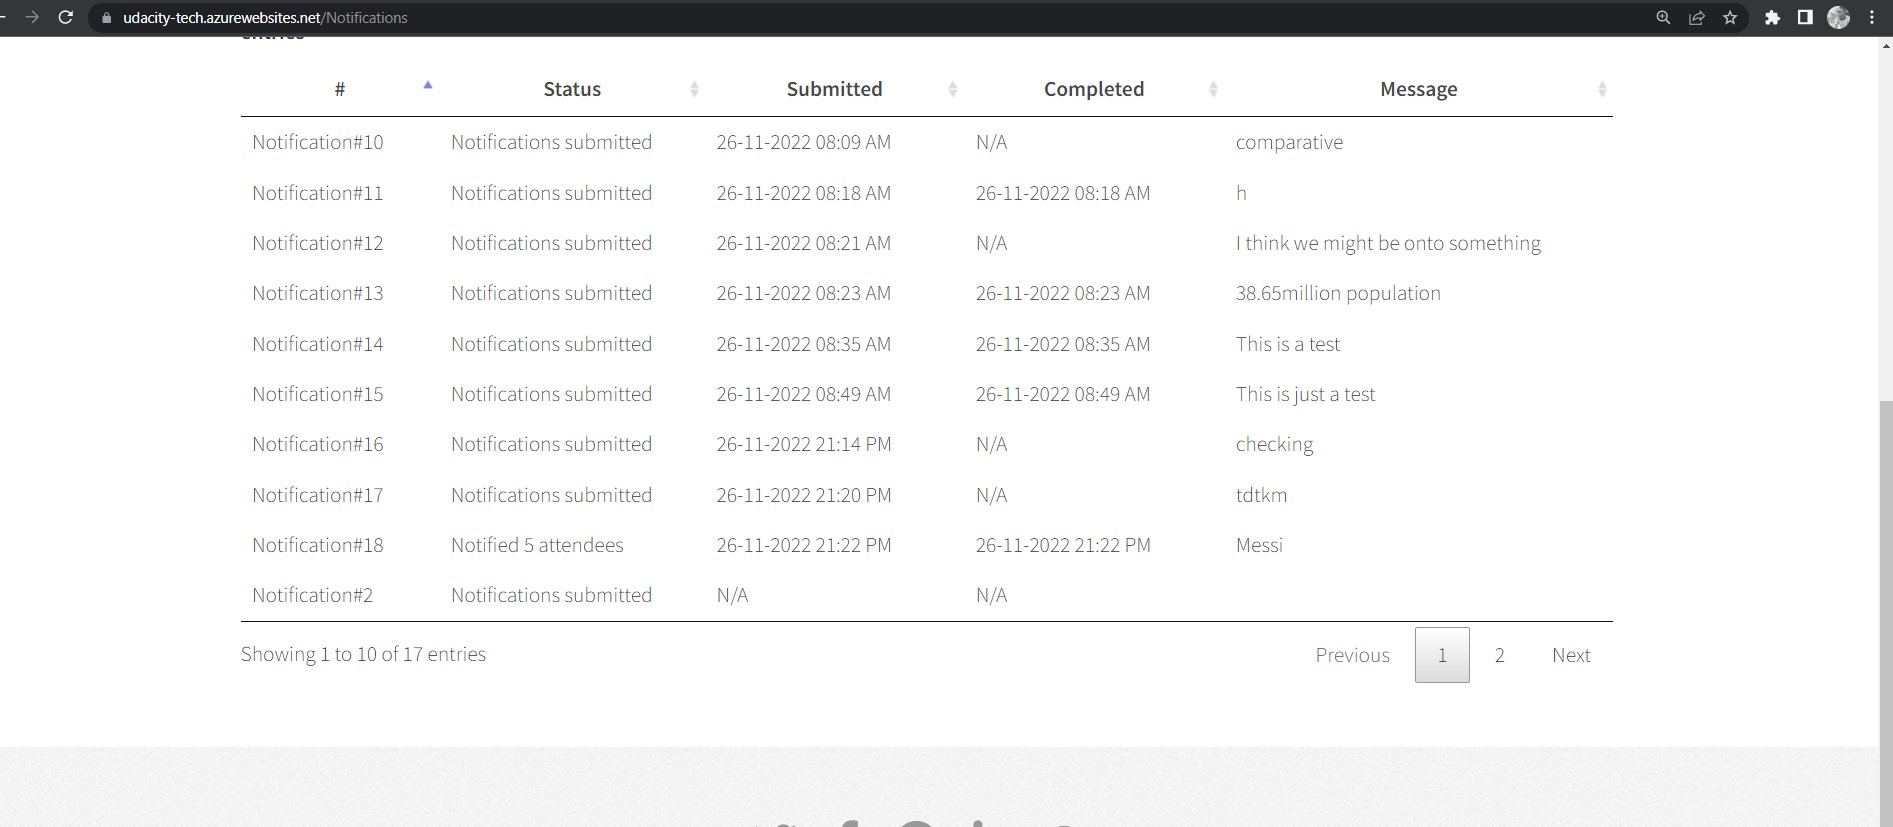 udacity-tech.azurewebsites.net/Notifications
entries
# Status Submitted Completed Message
Notification#10 Notifications submitted 26-11-2022 08:09 AM N/A comparative
Notification#11 Notifications submitted 26-11-2022 08:18 AM 26-11-2022 08:18 AM h
Notification#12 Notifications submitted 26-11-2022 08:21 AM N/A I think we might be onto something
Notification#13 Notifications submitted 26-11-2022 08:23 AM 26-11-2022 08:23 AM 38.65million population
Notification#14 Notifications submitted 26-11-2022 08:35 AM 26-11-2022 08:35 AM This is a test
Notification#15 Notifications submitted 26-11-2022 08:49 AM 26-11-2022 08:49 AM This is just a test
Notification#16 Notifications submitted 26-11-2022 21:14 PM N/A checking
Notification#17 Notifications submitted 26-11-2022 21:20 PM N/A tdtkm
Notification#18 Notified 5 attendees 26-11-2022 21:22 PM 26-11-2022 21:22 PM Messi
Notification#2 Notifications submitted N/A N/A
Showing 1 to 10 of 17 entries Previous 1 2 Next